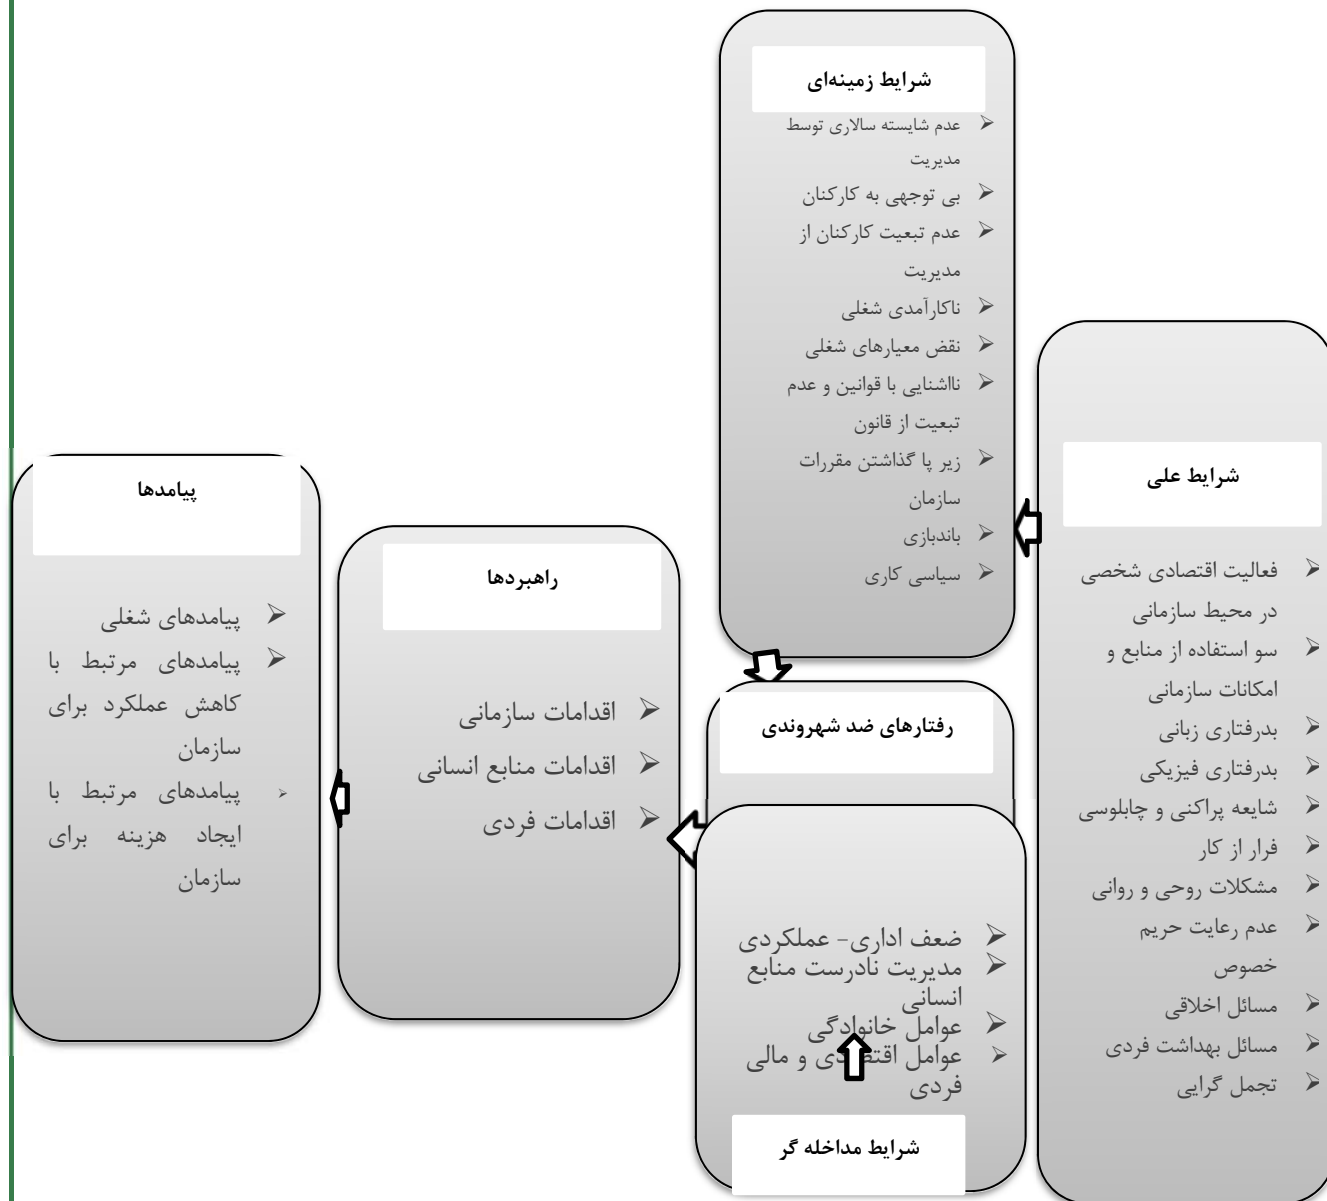 شرایط زمینه‌ای
عدم شایسته سالاری توسط
مدیریت
بی توجهی به کارکنان
عدم تبعیت کارکنان از
مدیریت
ناکارآمدی شغلی
نقض معیارهای شغلی
نااشنایی با قوانین و عدم
تبعیت از قانون
زیر پا گذاشتن مقررات
سازمان
باندبازی
سیاسی کاری
شرایط علی
فعالیت اقتصادی شخصی
در محیط سازمانی
سو استفاده از منابع و
امکانات سازمانی
بدرفتاری زبانی
بدرفتاری فیزیکی
شایعه پراکنی و چابلوسی
فرار از کار
مشکلات روحی و روانی
عدم رعایت حریم
خصوص
مسائل اخلاقی
مسائل بهداشت فردی
تجمل گرایی
رفتارهای ضد شهروندی
ضعف اداری- عملکردی
مدیریت نادرست منابع
انسانی
عوامل خانوادگی
عوامل اقتصادی و مالی
فردی
شرایط مداخله گر
راهبردها
اقدامات سازمانی
اقدامات منابع انسانی
اقدامات فردی
پیامدها
پیامدهای شغلی
پیامدهای مرتبط با
کاهش عملکرد برای
سازمان
پیامدهای مرتبط با
ایجاد هزینه برای
سازمان